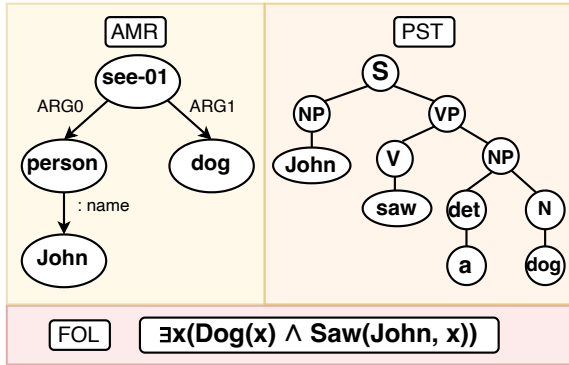 AMR
see-01
ARG0
ARG1
person
dog
: name
John
PST
S
NP
VP
John
V
NP
saw
det
N
a
dog
FOL
∃x(Dog(x) ∧ Saw(John, x))